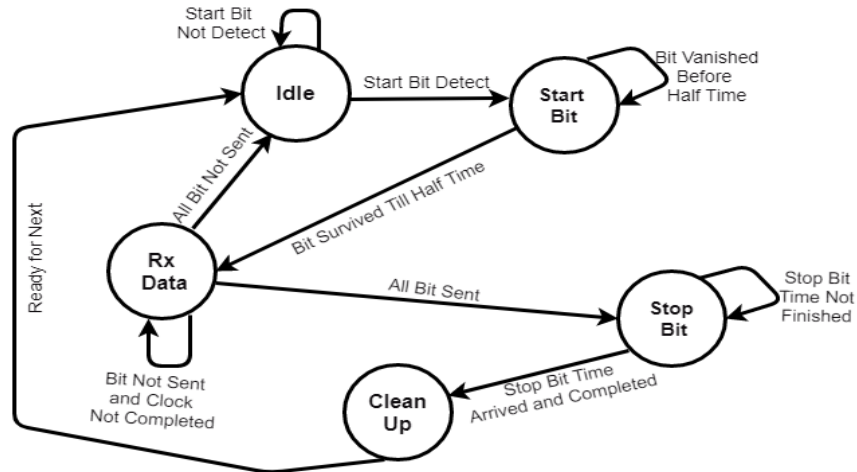 Start Bit
Not Detect
Idle
Start Bit Detect
Start
Bit
Bit Vanished
Before
Half Time
All Bit Not Sent
Bit Survived Till Half Time
Ready for Next
Rx
Data
All Bit Sent
Stop
Bit
Stop Bit
Time Not
Finished
Bit Not Sent
and Clock
Not Completed
Clean
Up
Stop Bit Time
Arrived and Completed